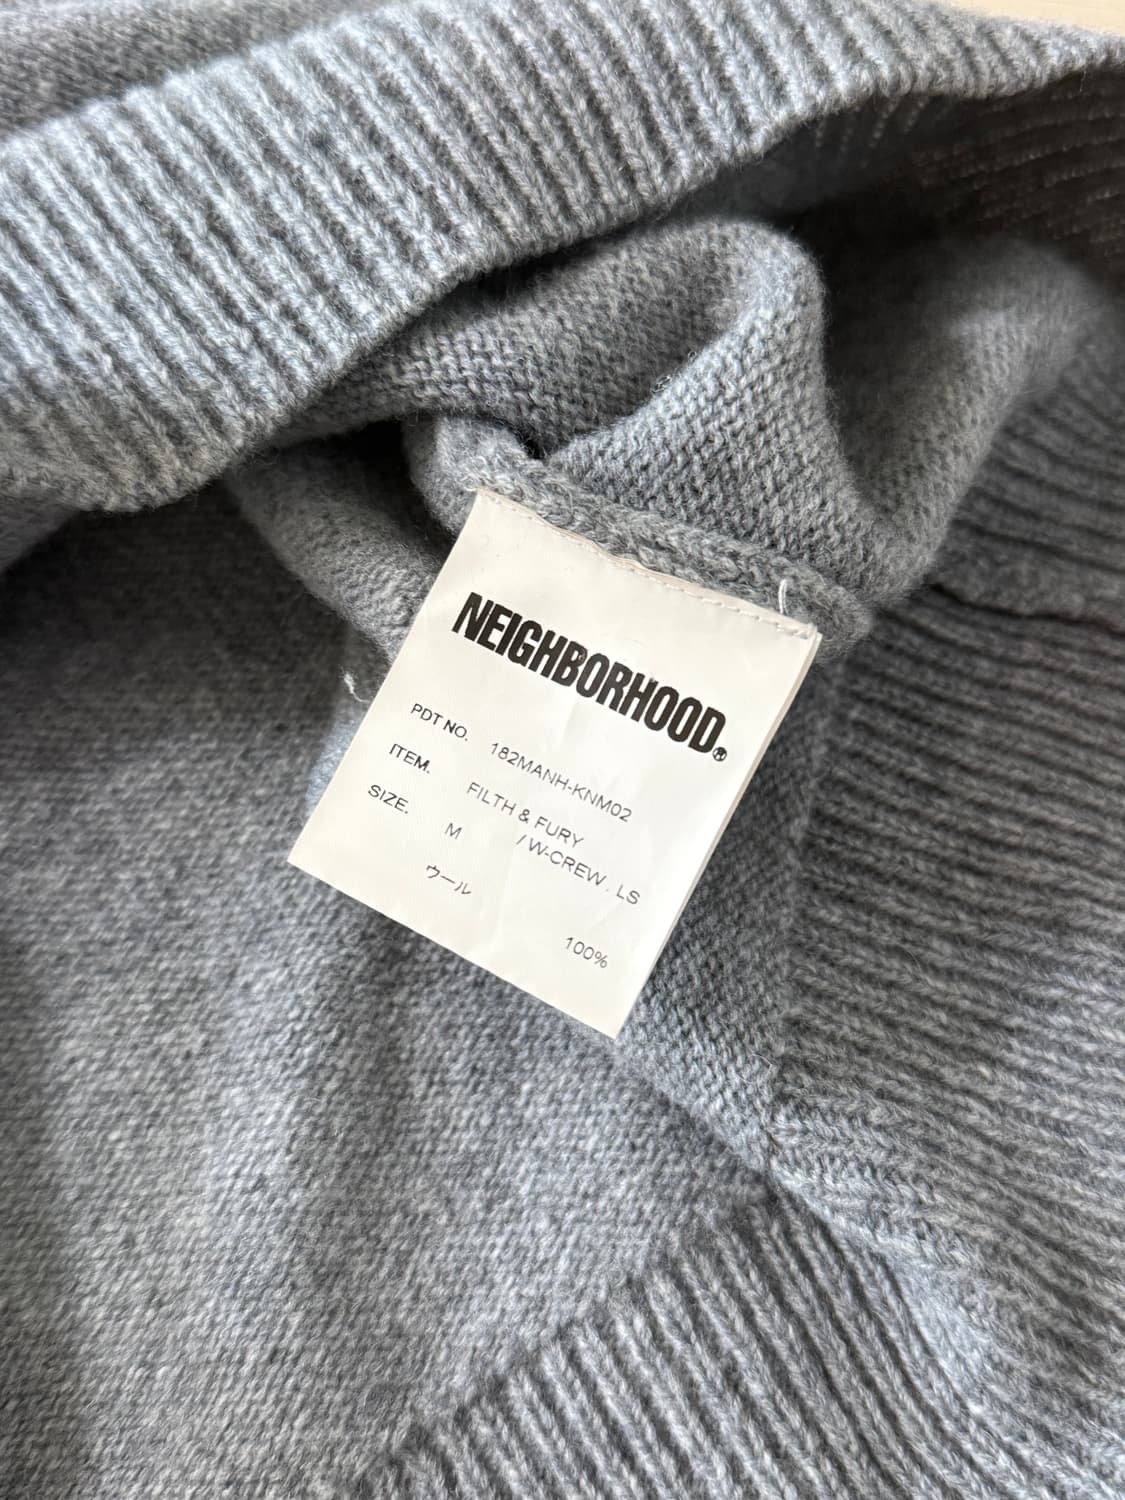 NEIGHBORHOOD®
PDT NO. 182MANH-KNM02
ITEM. FILTH & FURY
/ W-CREW . LS
SIZE. M
ウール 100%